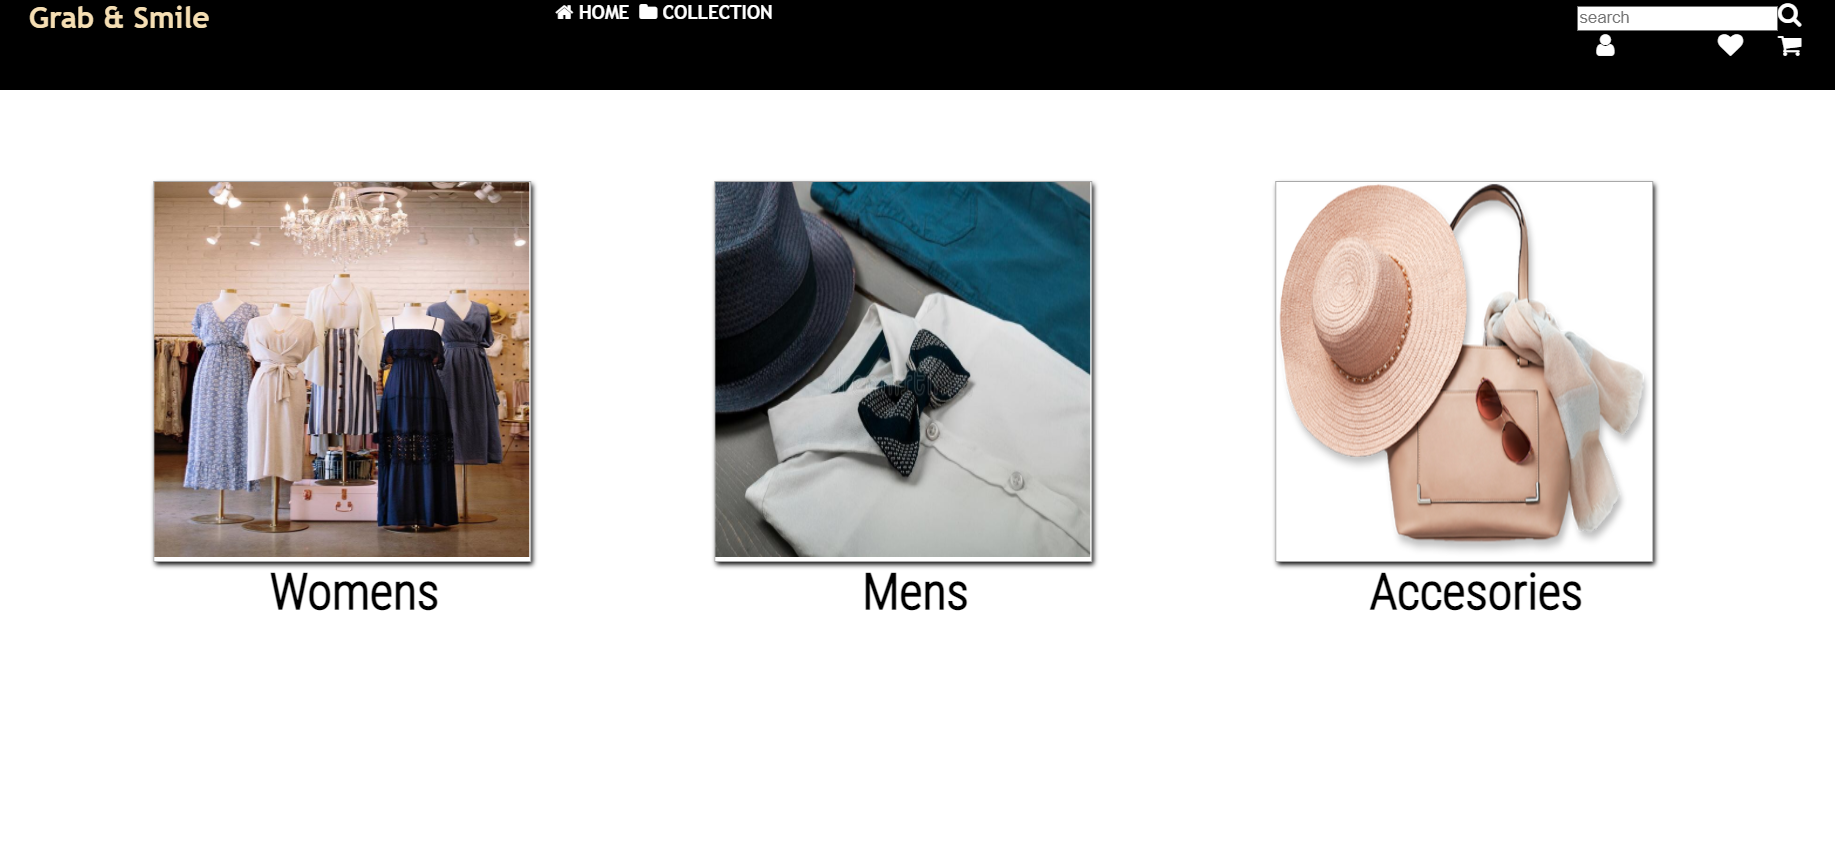 Grab & Smile
HOME COLLECTION
search
Womens
Mens
Accesories